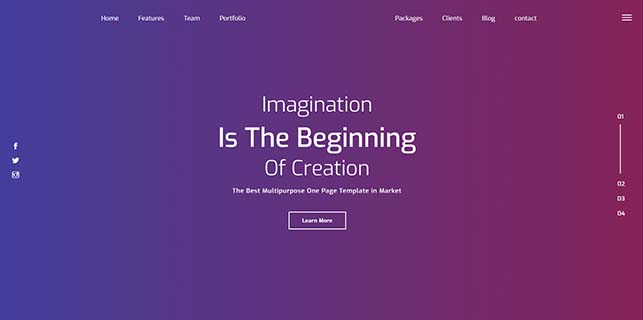 Home Features Team Portfolio Packages Clients Blog contact
Imagination
Is The Beginning
Of Creation
The Best Multipurpose One Page Template in Market
Learn More
01
02
03
04